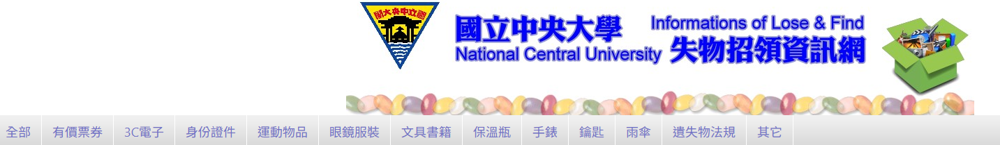 國立中央大學
國立中央大學
Informations of Lose & Find
National Central University
失物招領資訊網
全部
有價票券
3C電子
身份證件
運動物品
眼鏡服裝
文具書籍
保溫瓶
手錶
鑰匙
雨傘
遺失物法規
其它